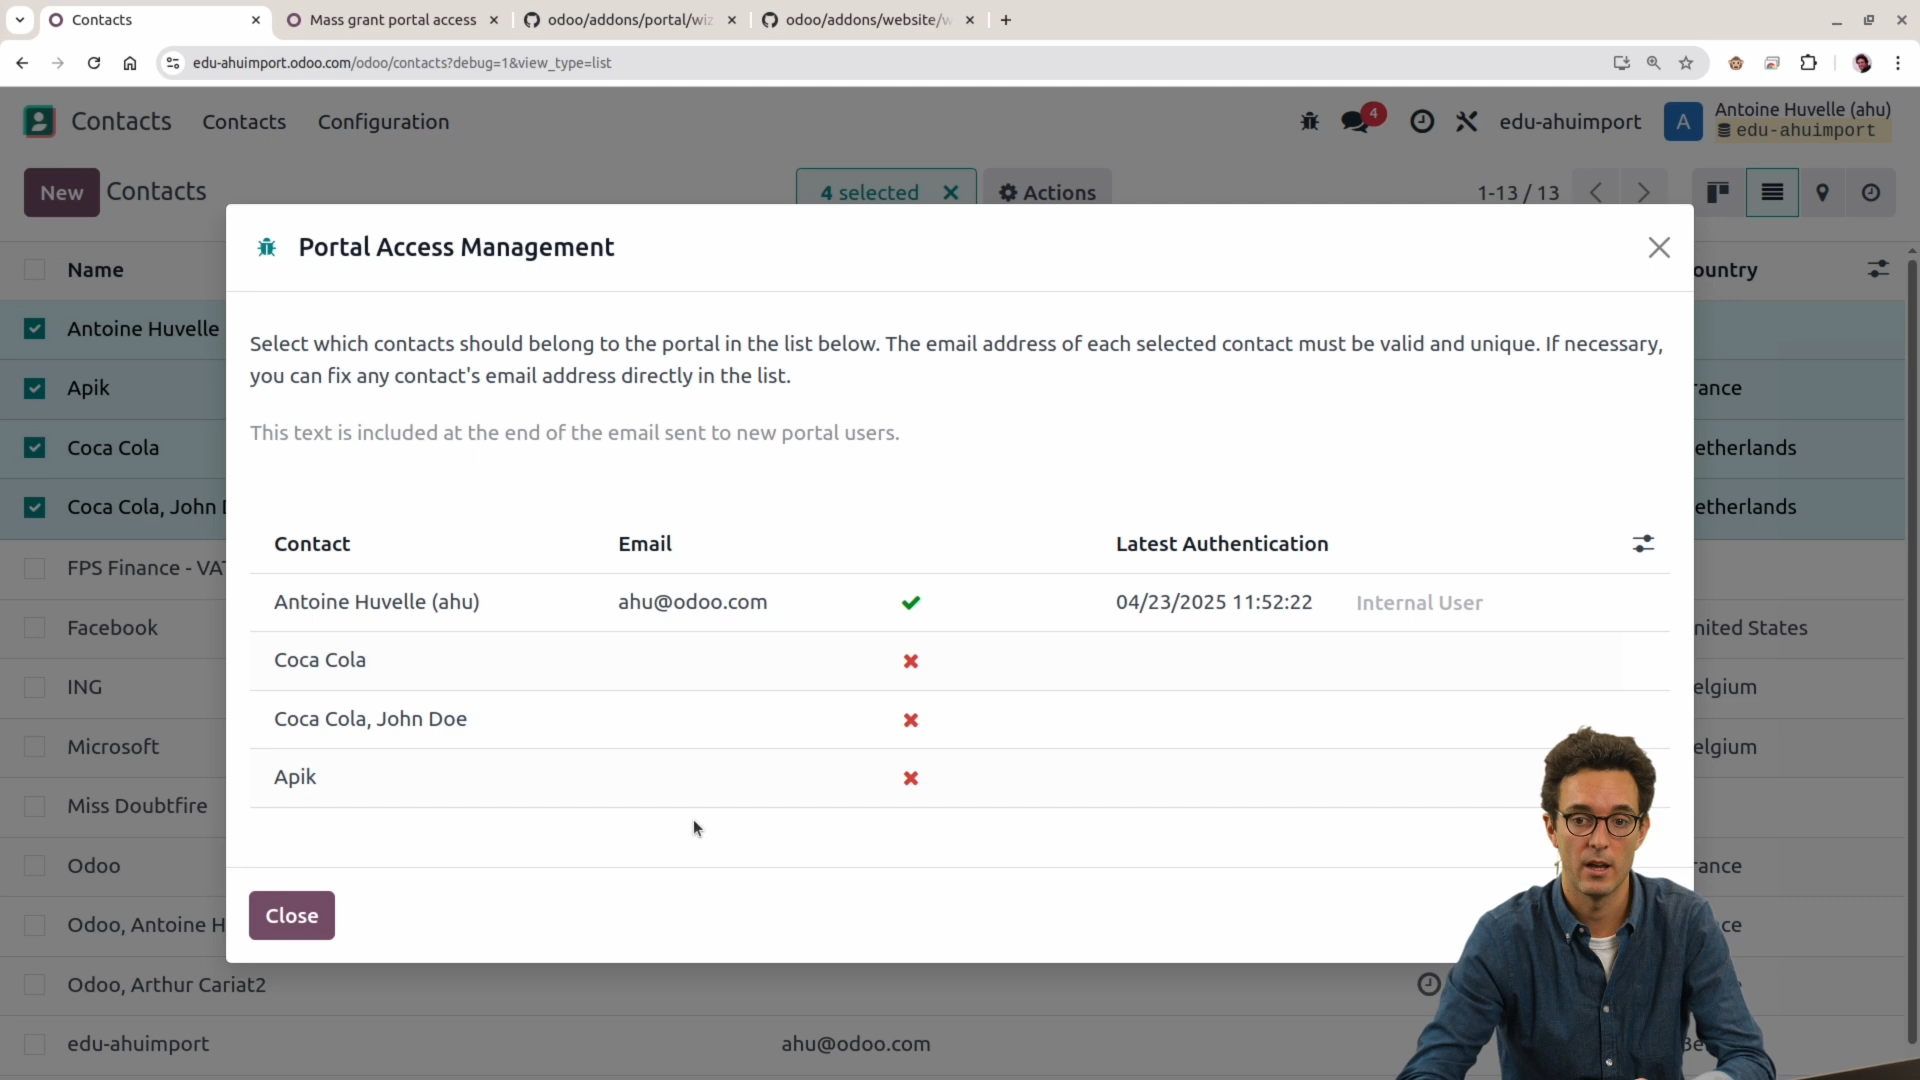 Contacts
Mass grant portal access
odoo/addons/portal/wiz
odoo/addons/website/w
edu-ahuimport.odoo.com/odoo/contacts?debug=1&view_type=list
Contacts
Contacts
Configuration
4
edu-ahuimport
A
Antoine Huvelle (ahu)
edu-ahuimport
New
Contacts
4 selected
Actions
1-13 / 13
Portal Access Management
Select which contacts should belong to the portal in the list below. The email address of each selected contact must be valid and unique. If necessary,
you can fix any contact's email address directly in the list.
This text is included at the end of the email sent to new portal users.
Contact
Email
Latest Authentication
Antoine Huvelle (ahu)
ahu@odoo.com
04/23/2025 11:52:22
Internal User
Coca Cola
Coca Cola, John Doe
Apik
Close
Name
ountry
Antoine Huvelle
Apik
rance
Coca Cola
etherlands
Coca Cola, John
etherlands
FPS Finance - VA
Facebook
nited States
ING
elgium
Microsoft
elgium
Miss Doubtfire
Odoo
rance
Odoo, Antoine H
ce
Odoo, Arthur Cariat2
edu-ahuimport
ahu@odoo.com
Be